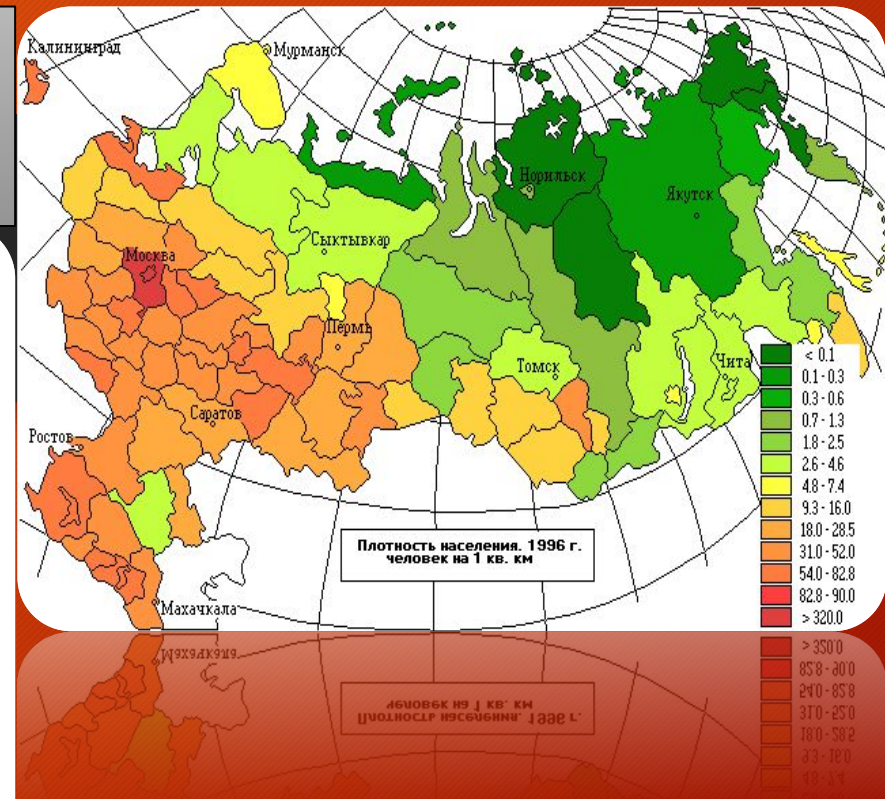 Калининград
Мурманск
Норильск
Якутск
Сыктывкар
Москва
Пермь
Томск
Чита
Саратов
Ростов
Махачкала
Плотность населения. 1996 г.
человек на 1 кв. км
< 0.1
0.1 - 0.3
0.3 - 0.6
0.7 - 1.3
1.8 - 2.5
2.6 - 4.6
4.8 - 7.4
9.3 - 16.0
18.0 - 28.5
31.0 - 52.0
54.0 - 82.8
82.8 - 90.0
> 320.0